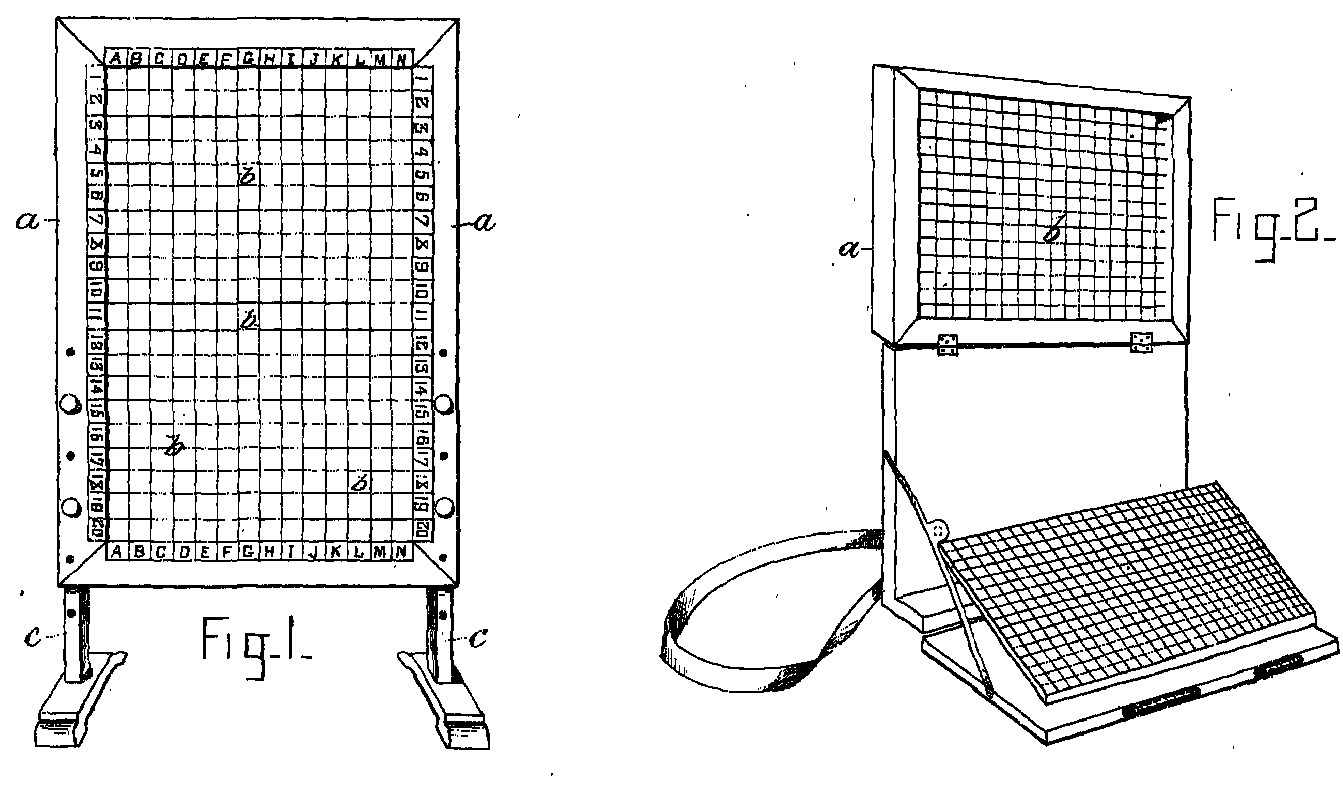 A B C D E F G H I J K L M N
1 1
2 2
3 3
4 4
5 5
6 6
b
7 7
a a
8 8
9 9
10 10
11 11
b
12 12
13 13
14 14
15 15
16 16
b
17 17
18 18
b
19 19
20 20
A B C D E F G H I J K L M N
c c
Fig. 1.
a
b
Fig. 2.